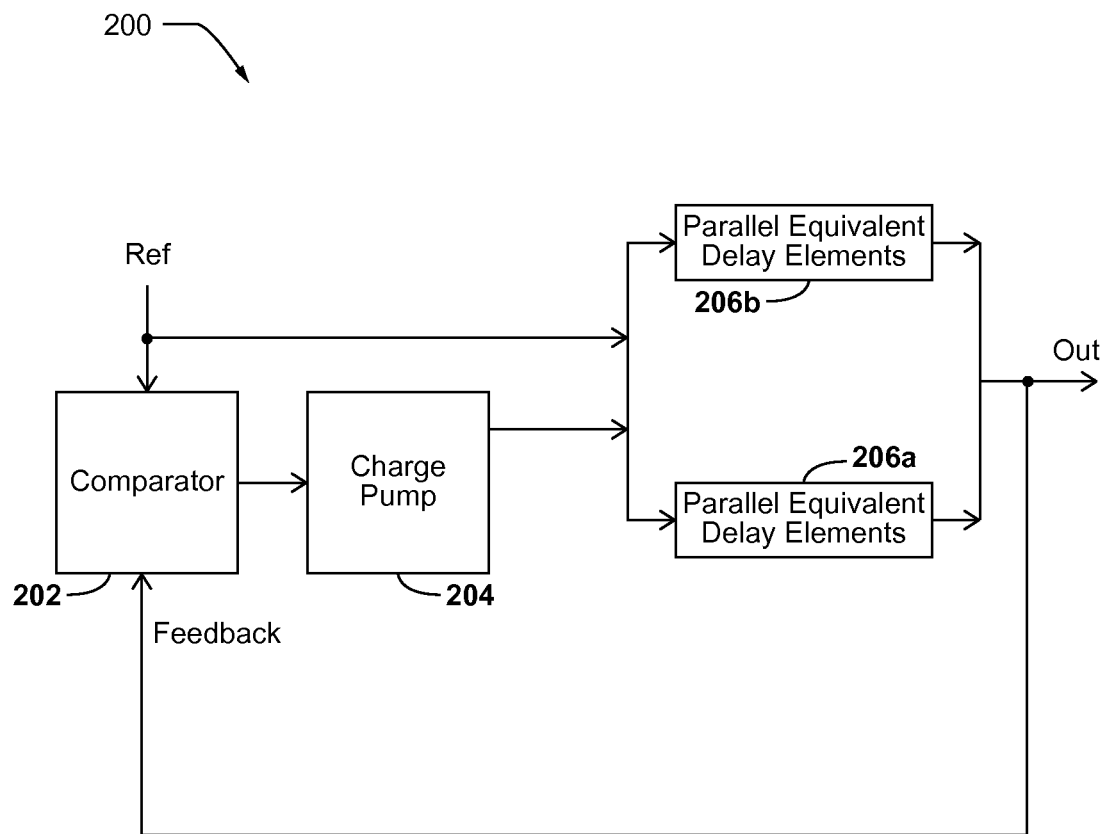 200
Parallel Equivalent
Delay Elements
206b
Ref
Out
Comparator
202
Charge
Pump
204
206a
Parallel Equivalent
Delay Elements
Feedback